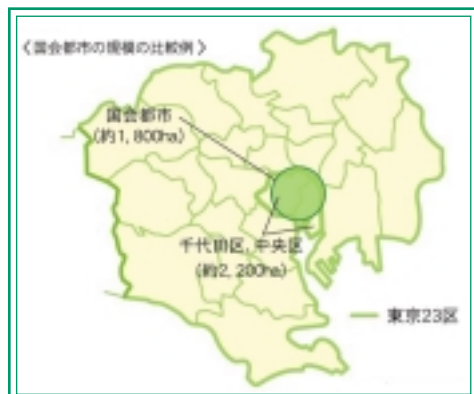 《国会都市の規模の比較例》
国会都市
(約1,800ha)
千代田区,中央区
(約2,200ha)
東京23区